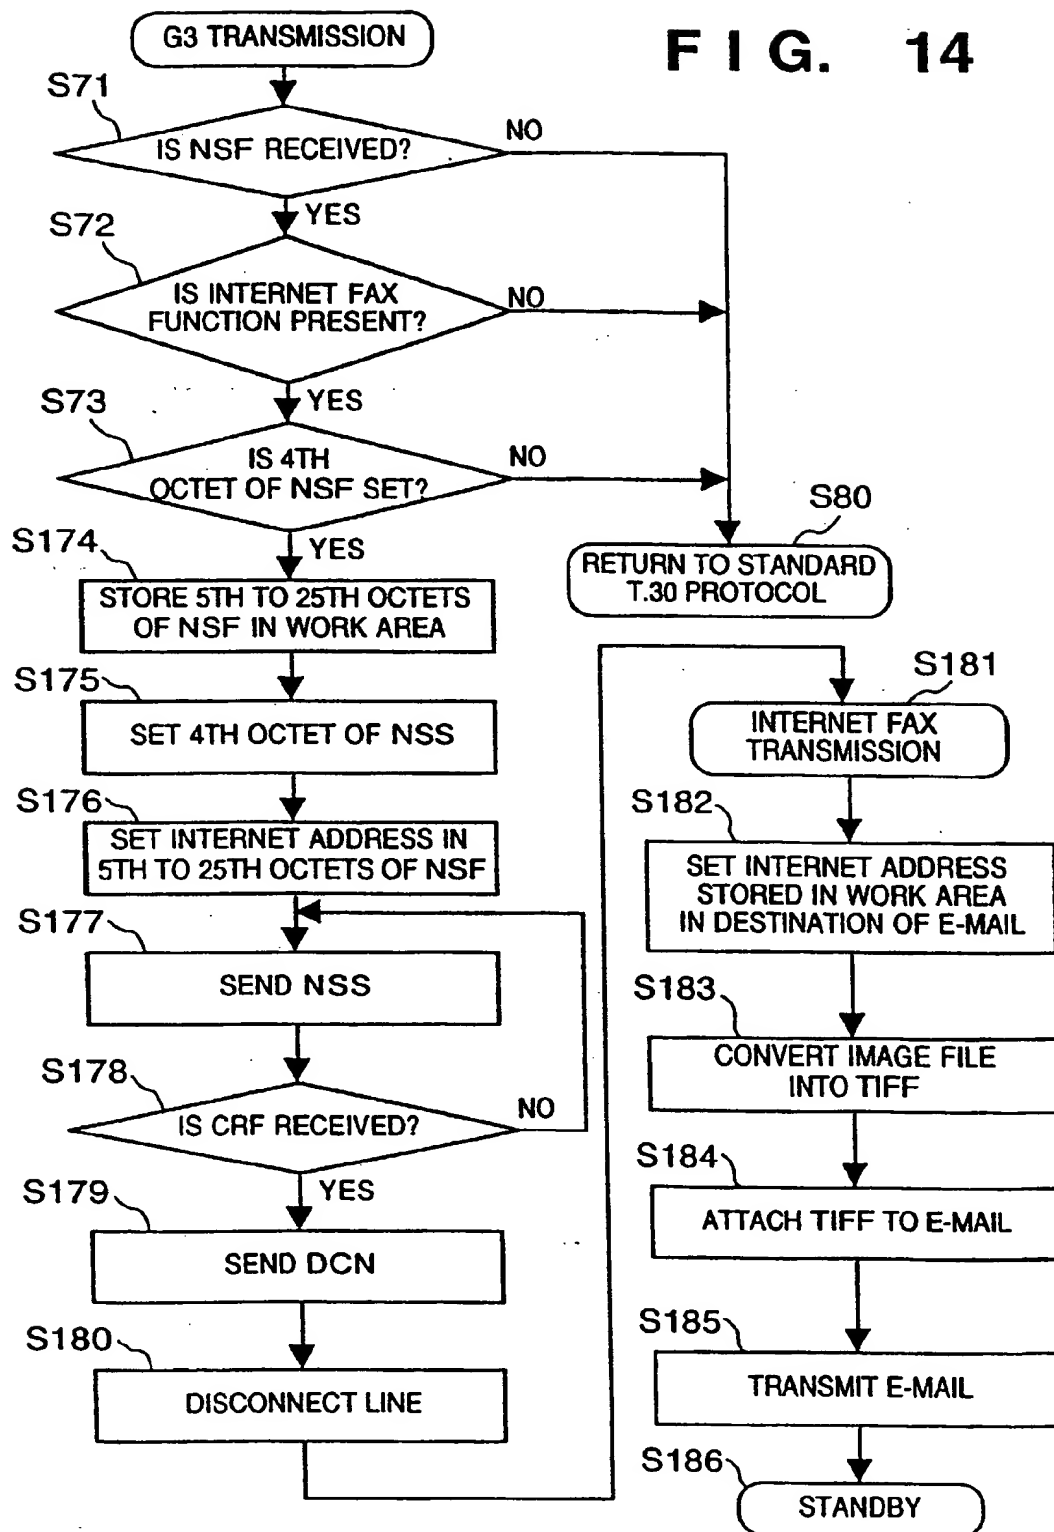 FIG. 14
G3 TRANSMISSION
S71
IS NSF RECEIVED?
NO
YES
S72
IS INTERNET FAX
FUNCTION PRESENT?
NO
YES
S73
IS 4TH
OCTET OF NSF SET?
NO
YES
S80
RETURN TO STANDARD
T.30 PROTOCOL
S174
STORE 5TH TO 25TH OCTETS
OF NSF IN WORK AREA
S175
SET 4TH OCTET OF NSS
S176
SET INTERNET ADDRESS IN
5TH TO 25TH OCTETS OF NSF
S177
SEND NSS
S178
IS CRF RECEIVED?
NO
YES
S179
SEND DCN
S180
DISCONNECT LINE
S181
INTERNET FAX
TRANSMISSION
S182
SET INTERNET ADDRESS
STORED IN WORK AREA
IN DESTINATION OF E-MAIL
S183
CONVERT IMAGE FILE
INTO TIFF
S184
ATTACH TIFF TO E-MAIL
S185
TRANSMIT E-MAIL
S186
STANDBY